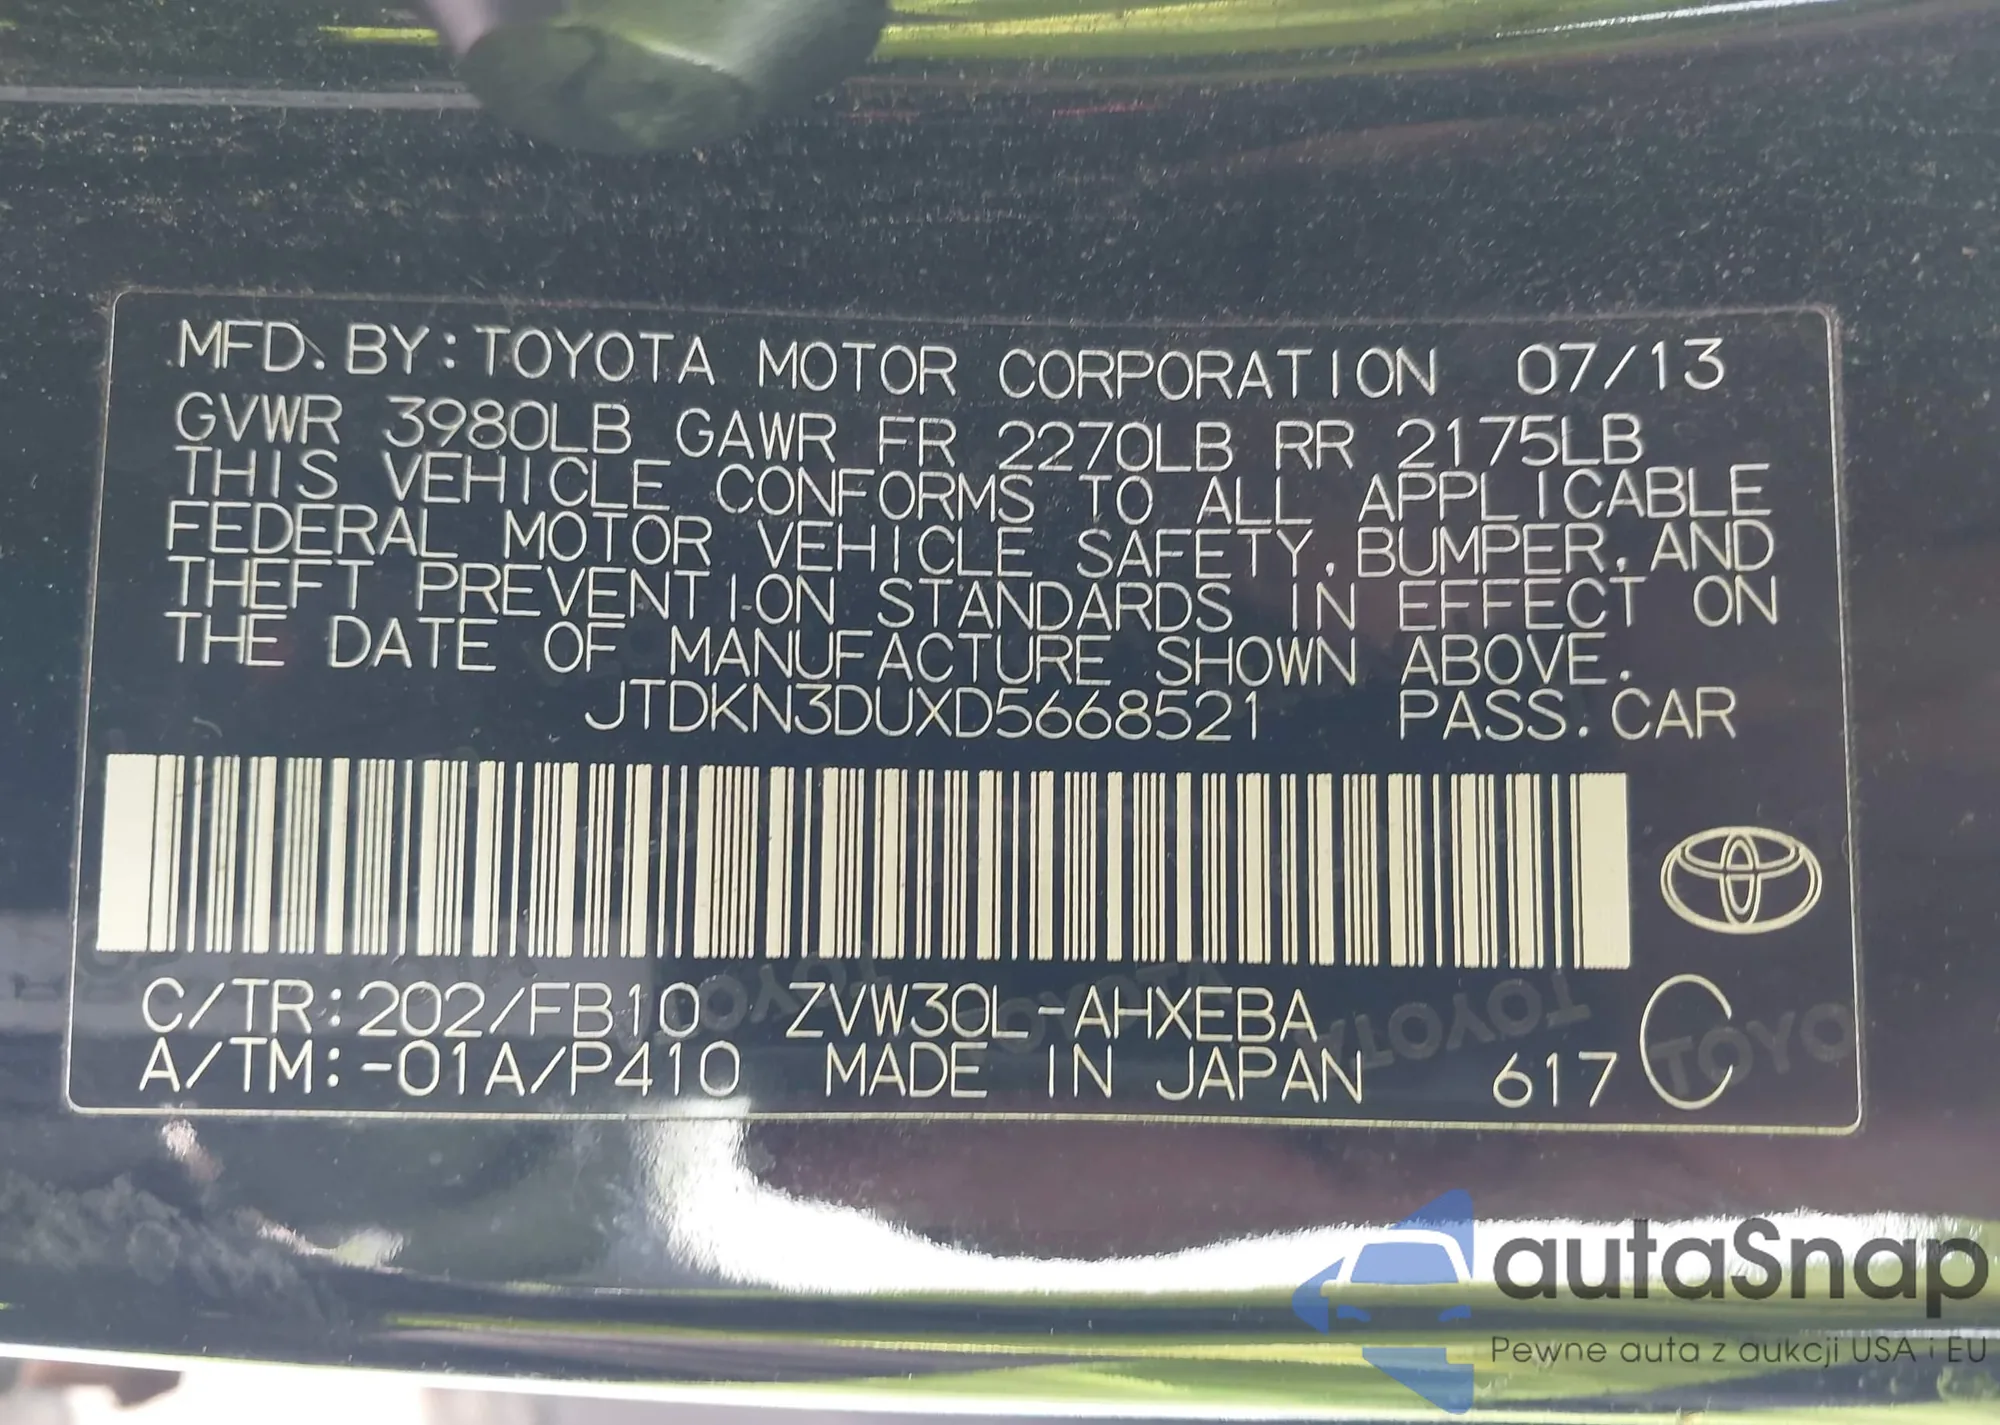 MFD. BY: TOYOTA MOTOR CORPORATION 07/13
GVWR 3980LB GAWR FR 2270LB RR 2175LB
THIS VEHICLE CONFORMS TO ALL APPLICABLE
FEDERAL MOTOR VEHICLE SAFETY, BUMPER, AND
THEFT PREVENTION STANDARDS IN EFFECT ON
THE DATE OF MANUFACTURE SHOWN ABOVE.
JTDKN3DUXD5668521 PASS. CAR
C/TR: 202/FB10 ZVW30L-AHXEBA
A/TM: -01A/P410 MADE IN JAPAN 617 C
autaSnap
Pewne auta z aukcji USA i EU